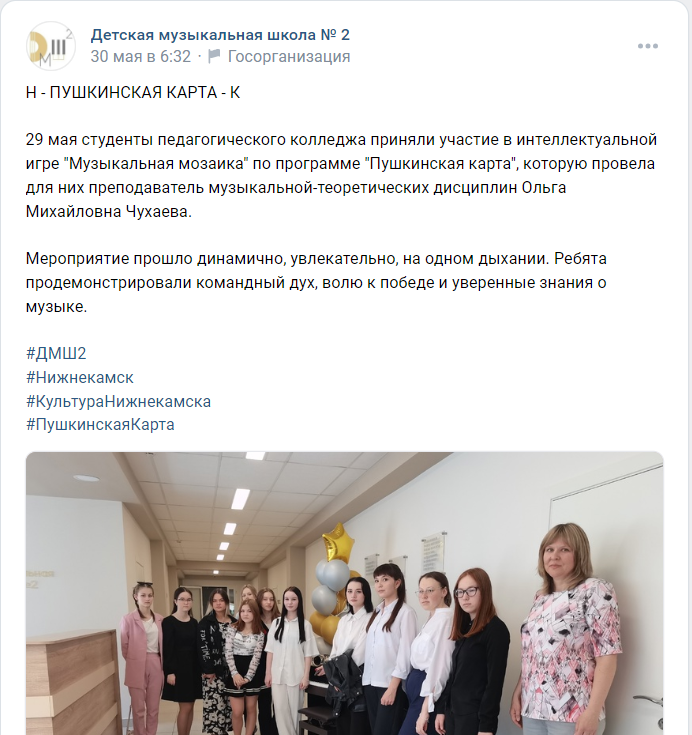 Детская музыкальная школа № 2
30 мая в 6:32 · Госорганизация
Н - ПУШКИНСКАЯ КАРТА - К
29 мая студенты педагогического колледжа приняли участие в интеллектуальной
игре "Музыкальная мозаика" по программе "Пушкинская карта", которую провела
для них преподаватель музыкальной-теоретических дисциплин Ольга
Михайловна Чухаева.
Мероприятие прошло динамично, увлекательно, на одном дыхании. Ребята
продемонстрировали командный дух, волю к победе и уверенные знания о
музыке.
#ДМШ2
#Нижнекамск
#КультураНижнекамска
#ПушкинскаяКарта